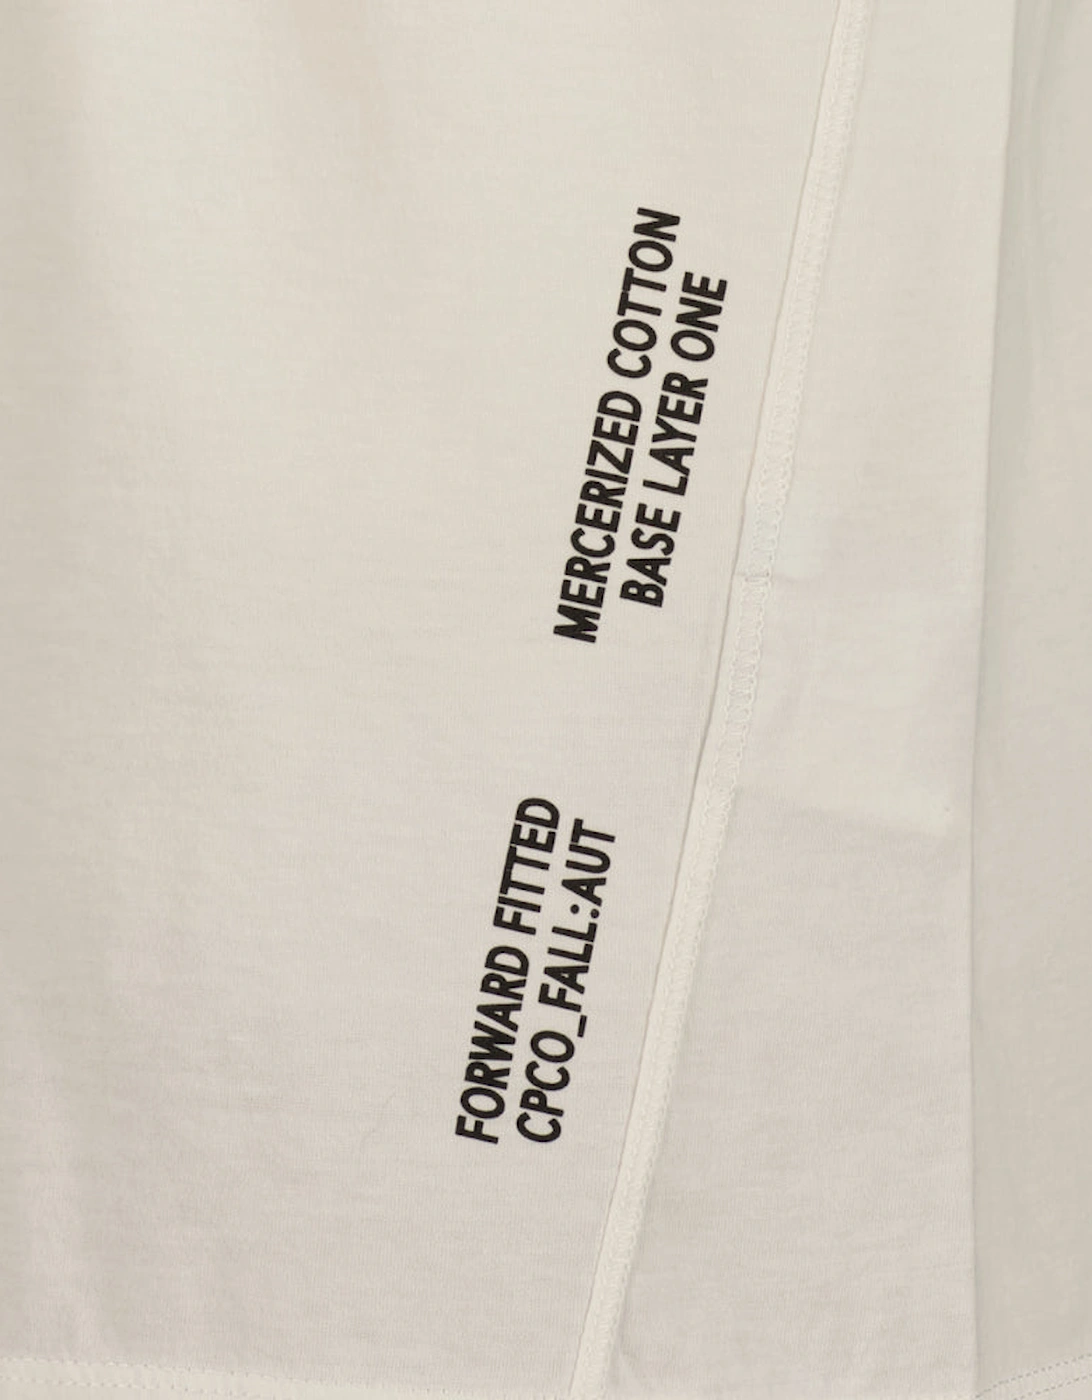 MERCERIZED COTTON
BASE LAYER ONE
FORWARD FITTED
CPCO_FALL:AUT